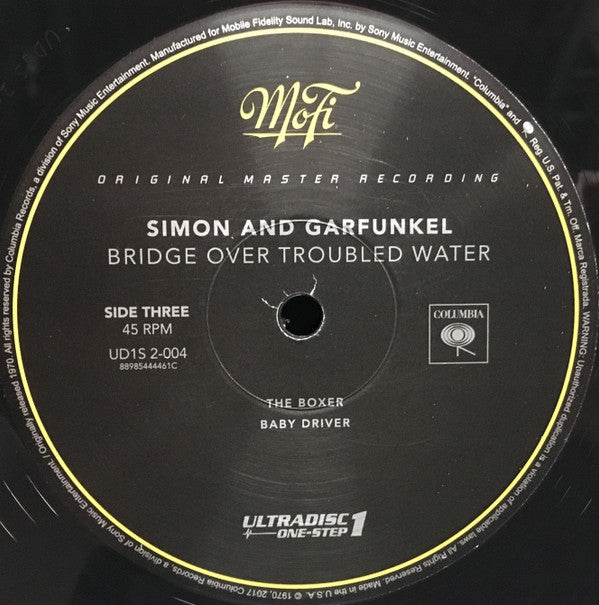 MoFi
ORIGINAL MASTER RECORDING
SIMON AND GARFUNKEL
BRIDGE OVER TROUBLED WATER
SIDE THREE
45 RPM
UD1S 2-004
88985444461C
COLUMBIA
THE BOXER
BABY DRIVER
ULTRADISC 1
ONE-STEP
© 1970, 2017 Columbia Records, a division of Sony Music Entertainment / Originally released 1970. All rights reserved by Columbia Records, a division of Sony Music Entertainment. Manufactured for Mobile Fidelity Sound Lab, Inc. by Sony Music Entertainment. "Columbia" and Reg. U.S. Pat. & Tm. Off. Marca Registrada. WARNING: Unauthorized duplication is a violation of applicable laws. All Rights Reserved. Made in the U.S.A.